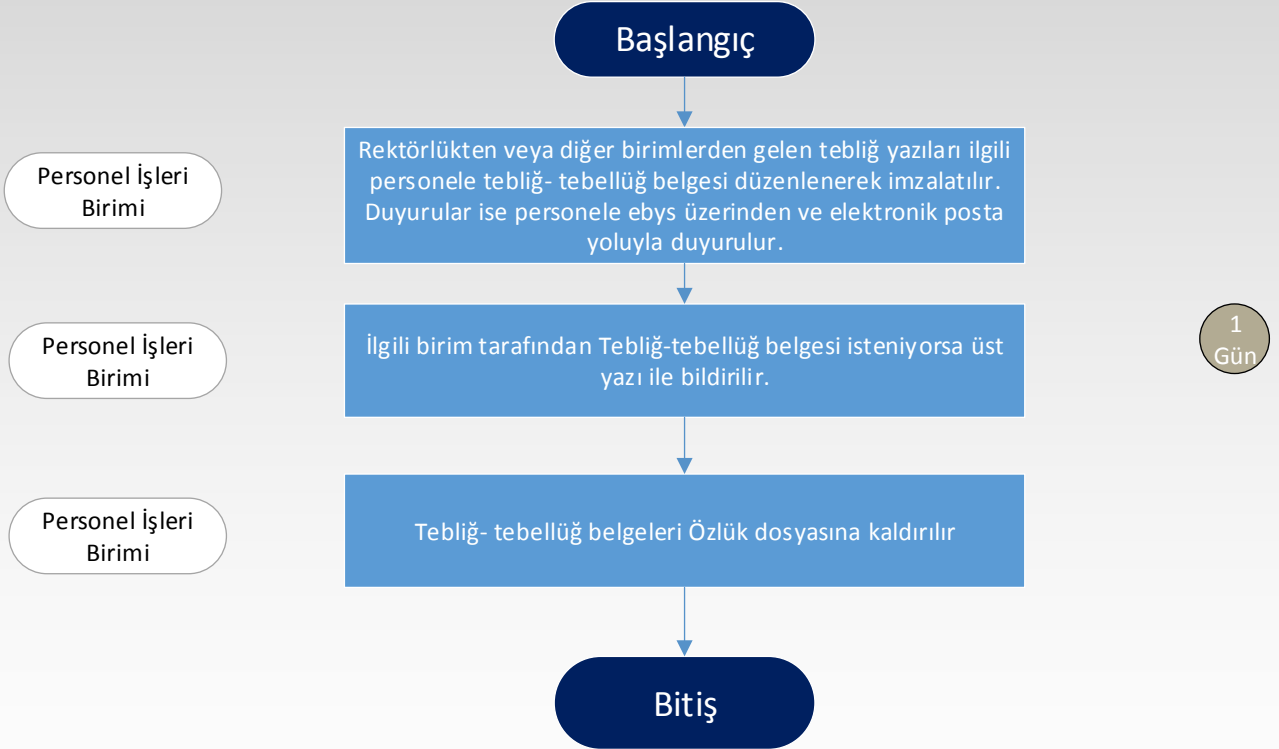 Başlangıç
Personel İşleri
Birimi
Rektörlükten veya diğer birimlerden gelen tebliğ yazıları ilgili
personele tebliğ- tebellüğ belgesi düzenlenerek imzalatılır.
Duyurular ise personele ebys üzerinden ve elektronik posta
yoluyla duyurulur.
Personel İşleri
Birimi
İlgili birim tarafından Tebliğ-tebellüğ belgesi isteniyorsa üst
yazı ile bildirilir.
1
Gün
Personel İşleri
Birimi
Tebliğ- tebellüğ belgeleri Özlük dosyasına kaldırılır
Bitiş